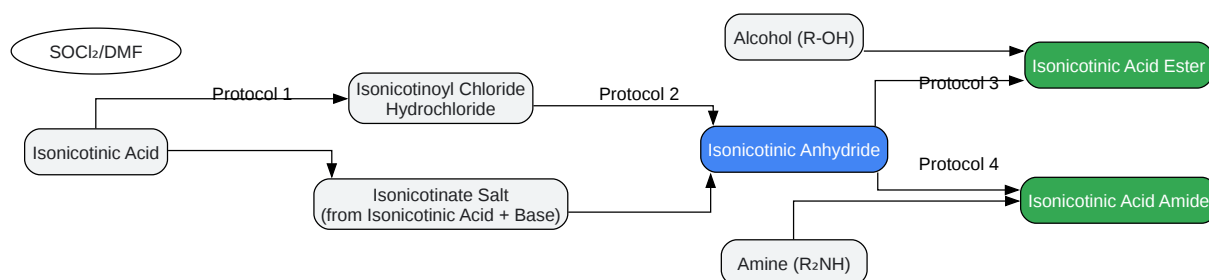 SOCl₂/DMF
Alcohol (R-OH)
Isonicotinic Acid Ester
Protocol 1
Isonicotinoyl Chloride
Hydrochloride
Protocol 2
Protocol 3
Isonicotinic Acid
Isonicotinic Anhydride
Protocol 4
Isonicotinate Salt
(from Isonicotinic Acid + Base)
Isonicotinic Acid Amide
Amine (R₂NH)